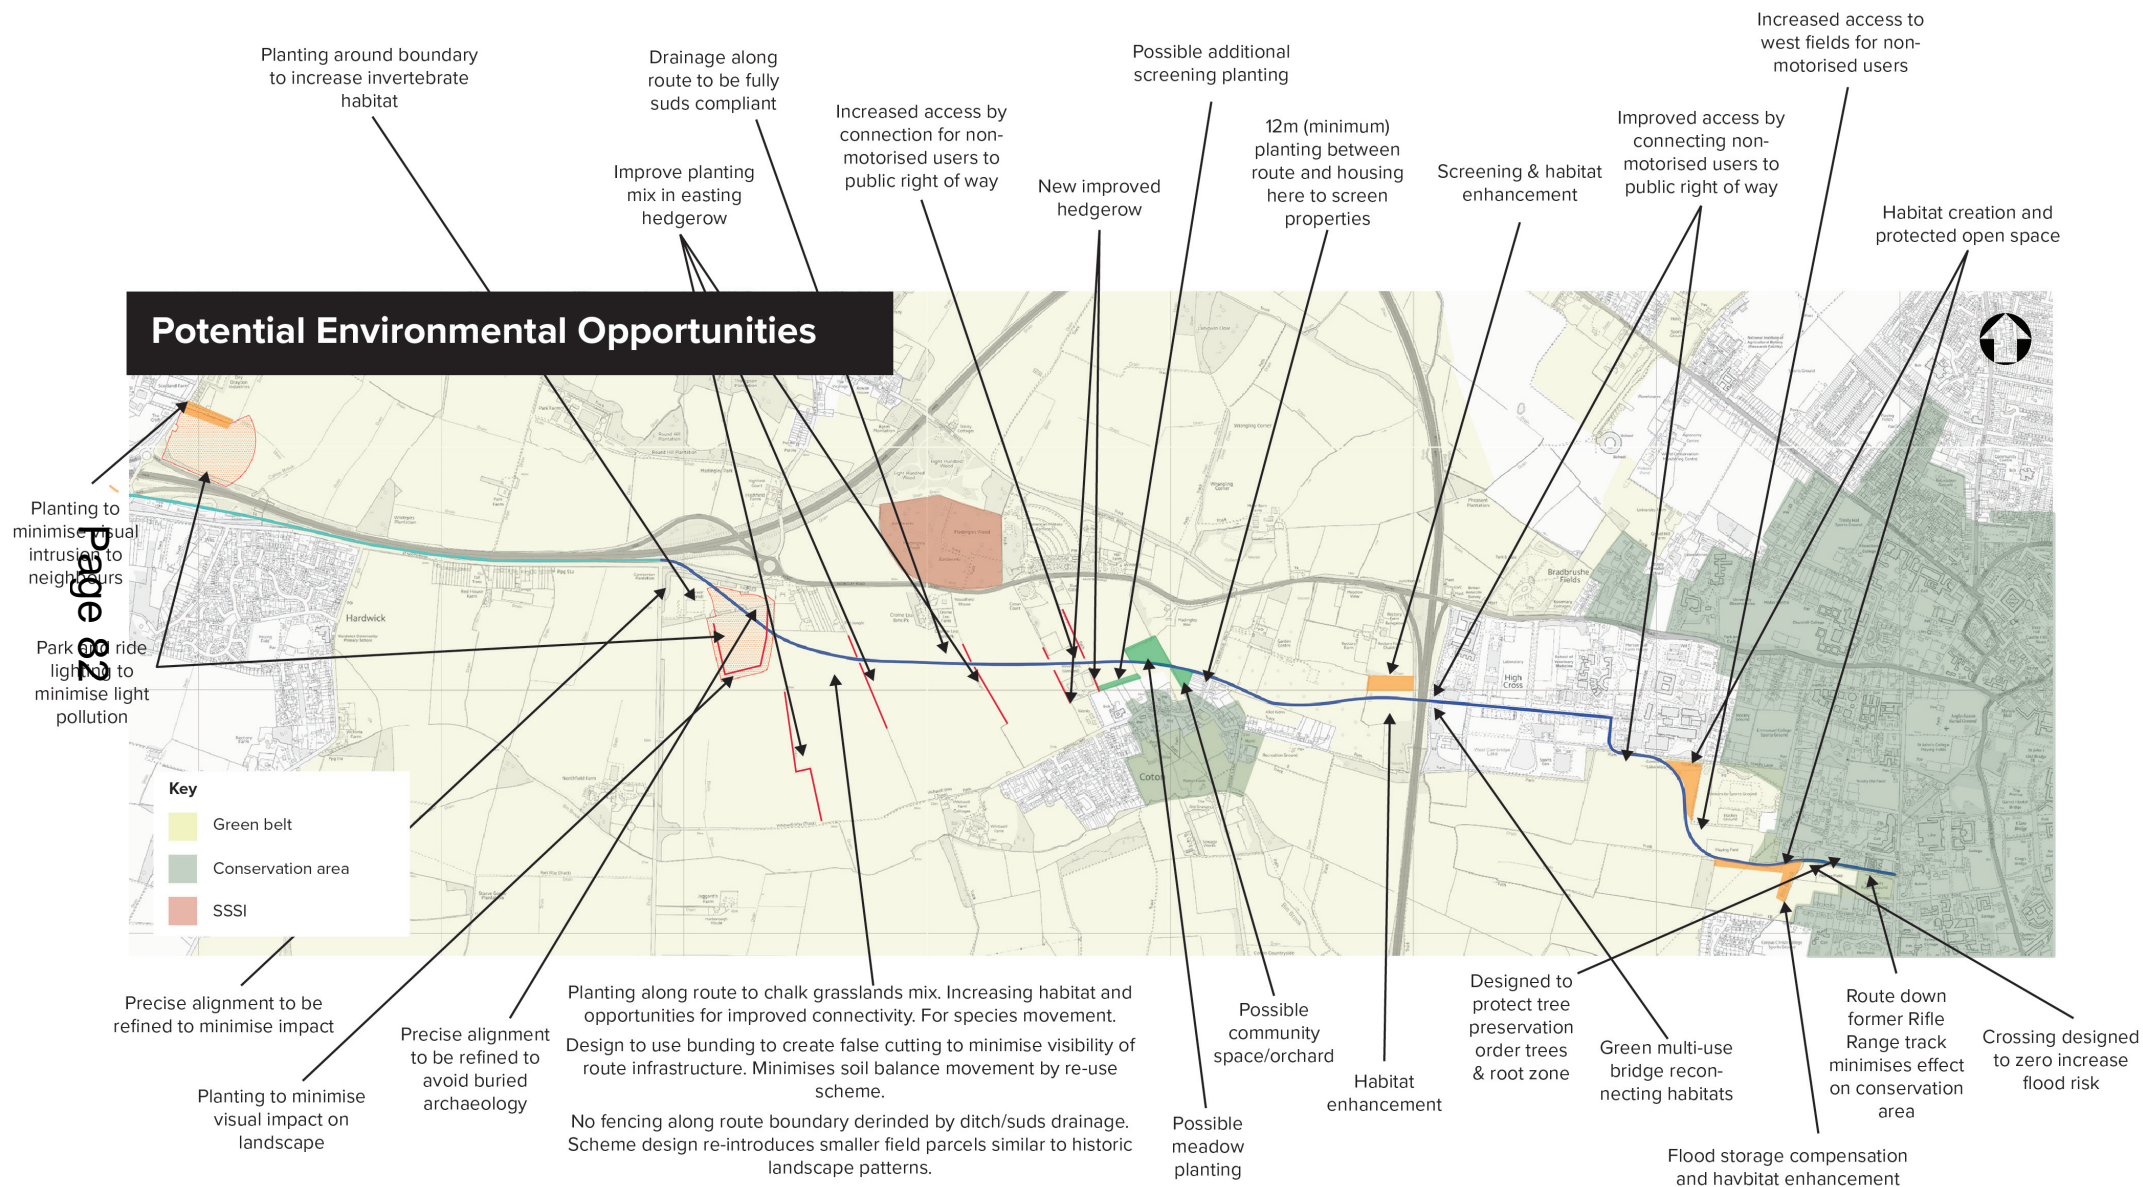 Increased access to
west fields for non-
motorised users
Planting around boundary
to increase invertebrate
habitat
Drainage along
route to be fully
suds compliant
Possible additional
screening planting
Increased access by
connection for non-
motorised users to
public right of way
12m (minimum)
planting between
route and housing
here to screen
properties
Improved access by
connecting non-
motorised users to
public right of way
Improve planting
mix in easting
hedgerow
New improved
hedgerow
Screening & habitat
enhancement
Habitat creation and
protected open space
Potential Environmental Opportunities
Planting to
minimise visual
intrusion to
neighbours
Page 82
Park and ride
lighting to
minimise light
pollution
Hardwick
Bradbrushe
Fields
High
Cross
Coton
Key
Green belt
Conservation area
SSSI
Precise alignment to be
refined to minimise impact
Planting to minimise
visual impact on
landscape
Precise alignment
to be refined to
avoid buried
archaeology
Planting along route to chalk grasslands mix. Increasing habitat and
opportunities for improved connectivity. For species movement.
Design to use bunding to create false cutting to minimise visibility of
route infrastructure. Minimises soil balance movement by re-use
scheme.
No fencing along route boundary derinded by ditch/suds drainage.
Scheme design re-introduces smaller field parcels similar to historic
landscape patterns.
Possible
meadow
planting
Possible
community
space/orchard
Habitat
enhancement
Designed to
protect tree
preservation
order trees
& root zone
Green multi-use
bridge recon-
necting habitats
Route down
former Rifle
Range track
minimises effect
on conservation
area
Crossing designed
to zero increase
flood risk
Flood storage compensation
and havbitat enhancement